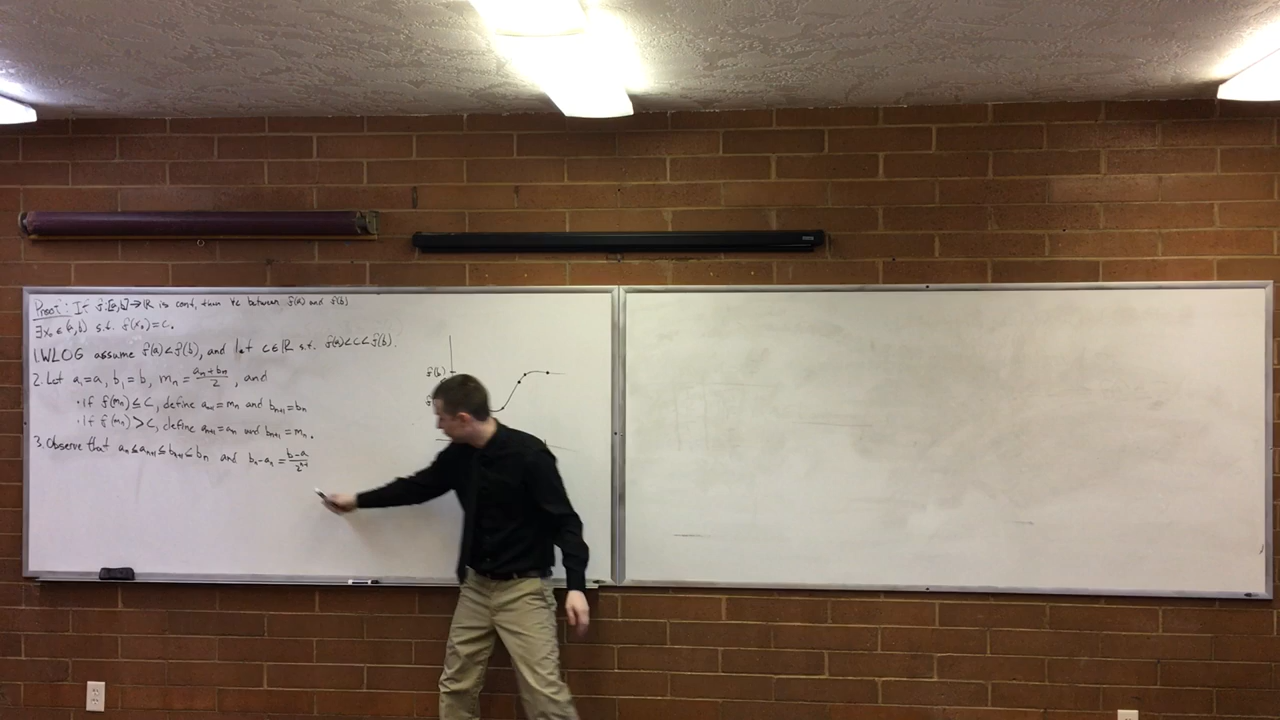 Proof: If f:[a,b]→ℝ is cont, then ∀c between f(a) and f(b)
∃x₀∈(a,b) s.t. f(x₀)=c.
1. WLOG assume f(a)<f(b), and let c∈ℝ s.t. f(a)<c<f(b).
2. Let a₁=a, b₁=b, mₙ=(aₙ+bₙ)/2, and
• If f(mₙ)≤c, define aₙ₊₁=mₙ and bₙ₊₁=bₙ
• If f(mₙ)>c, define aₙ₊₁=aₙ and bₙ₊₁=mₙ.
3. Observe that aₙ≤aₙ₊₁≤bₙ₊₁≤bₙ and bₙ-aₙ=(b-a)/2ⁿ⁻¹
f(b)